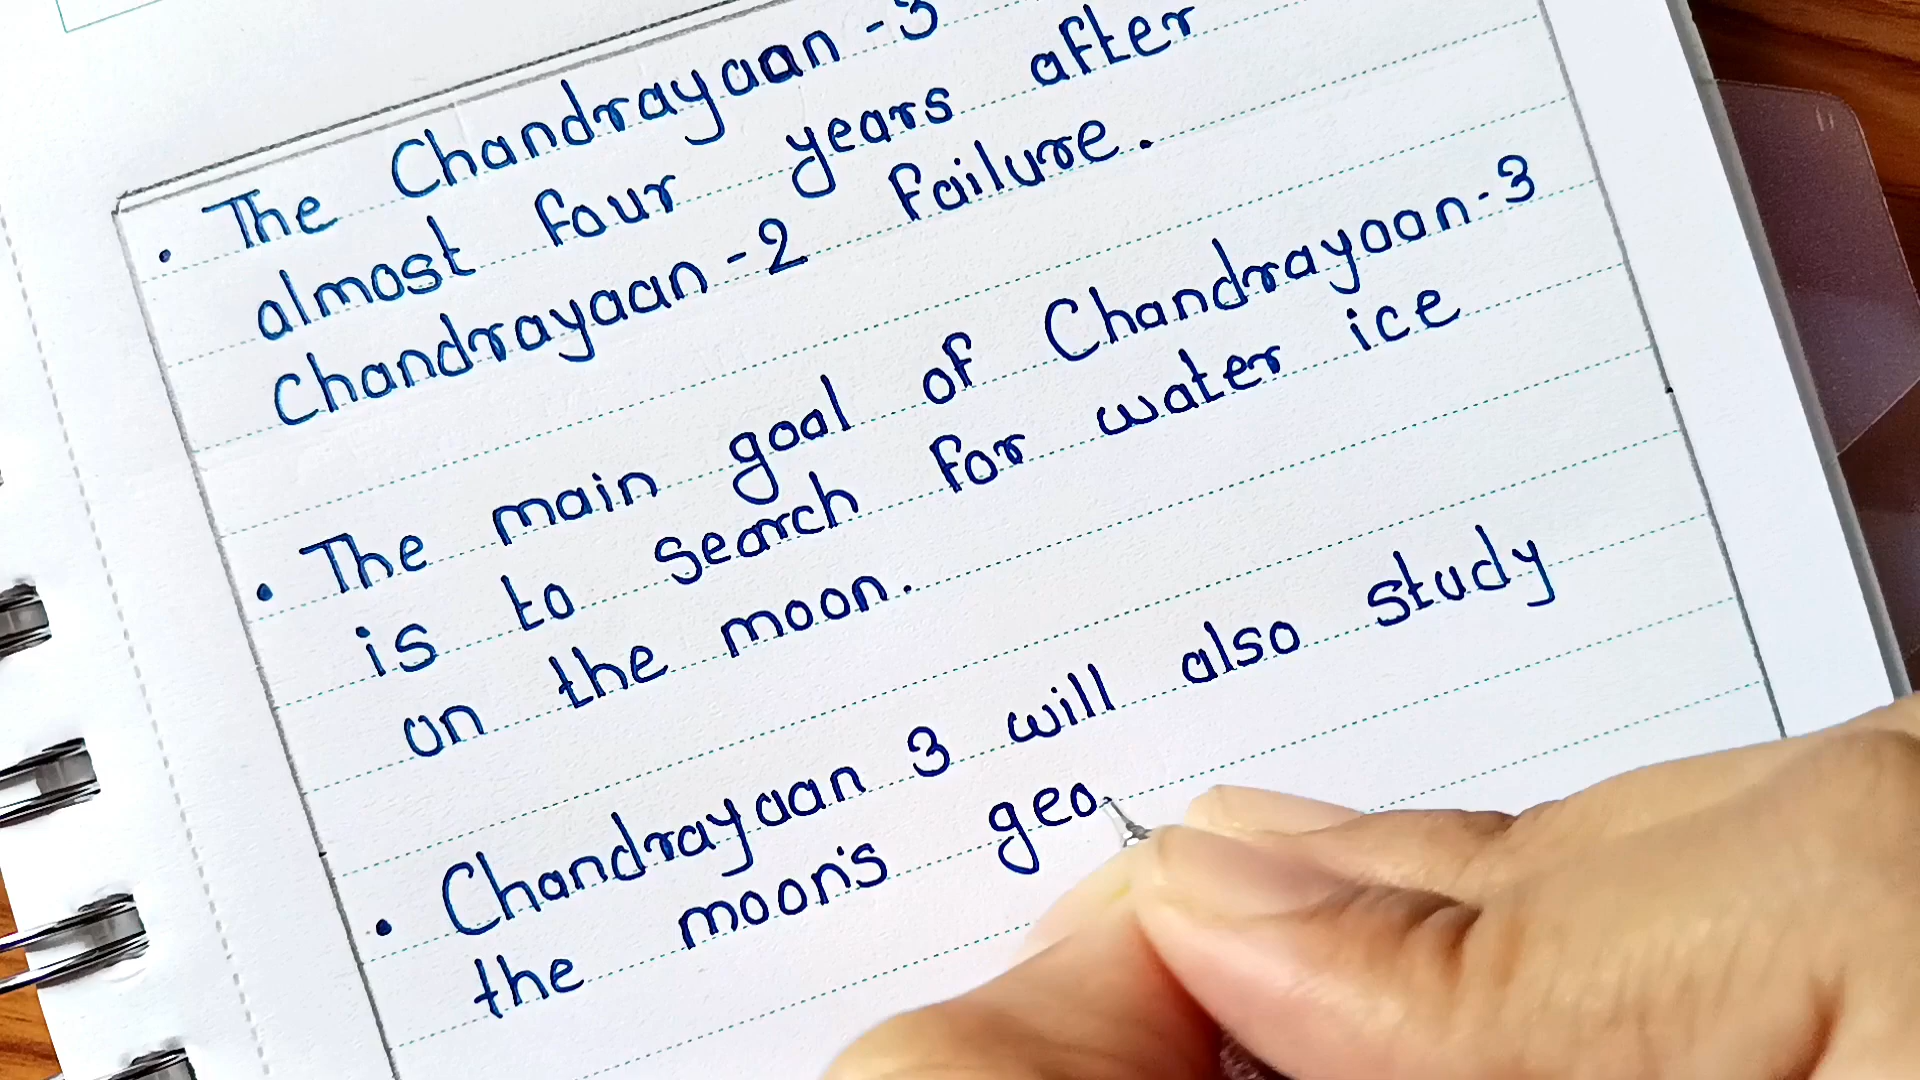 • The Chandrayaan-3
almost four years after
Chandrayaan-2 failure.
• The main goal of Chandrayaan-3
is to search for water ice
on the moon.
• Chandrayaan 3 will also study
the moon's geo